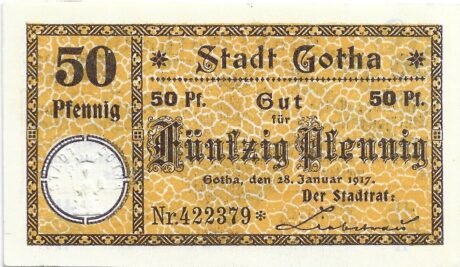 50
Pfennig
* Stadt Gotha *
50 Pf. Gut 50 Pf.
für
Fünfzig Pfennig
Gotha, den 28. Januar 1917.
Der Stadtrat:
Nr. 422379 *
Liebetrau